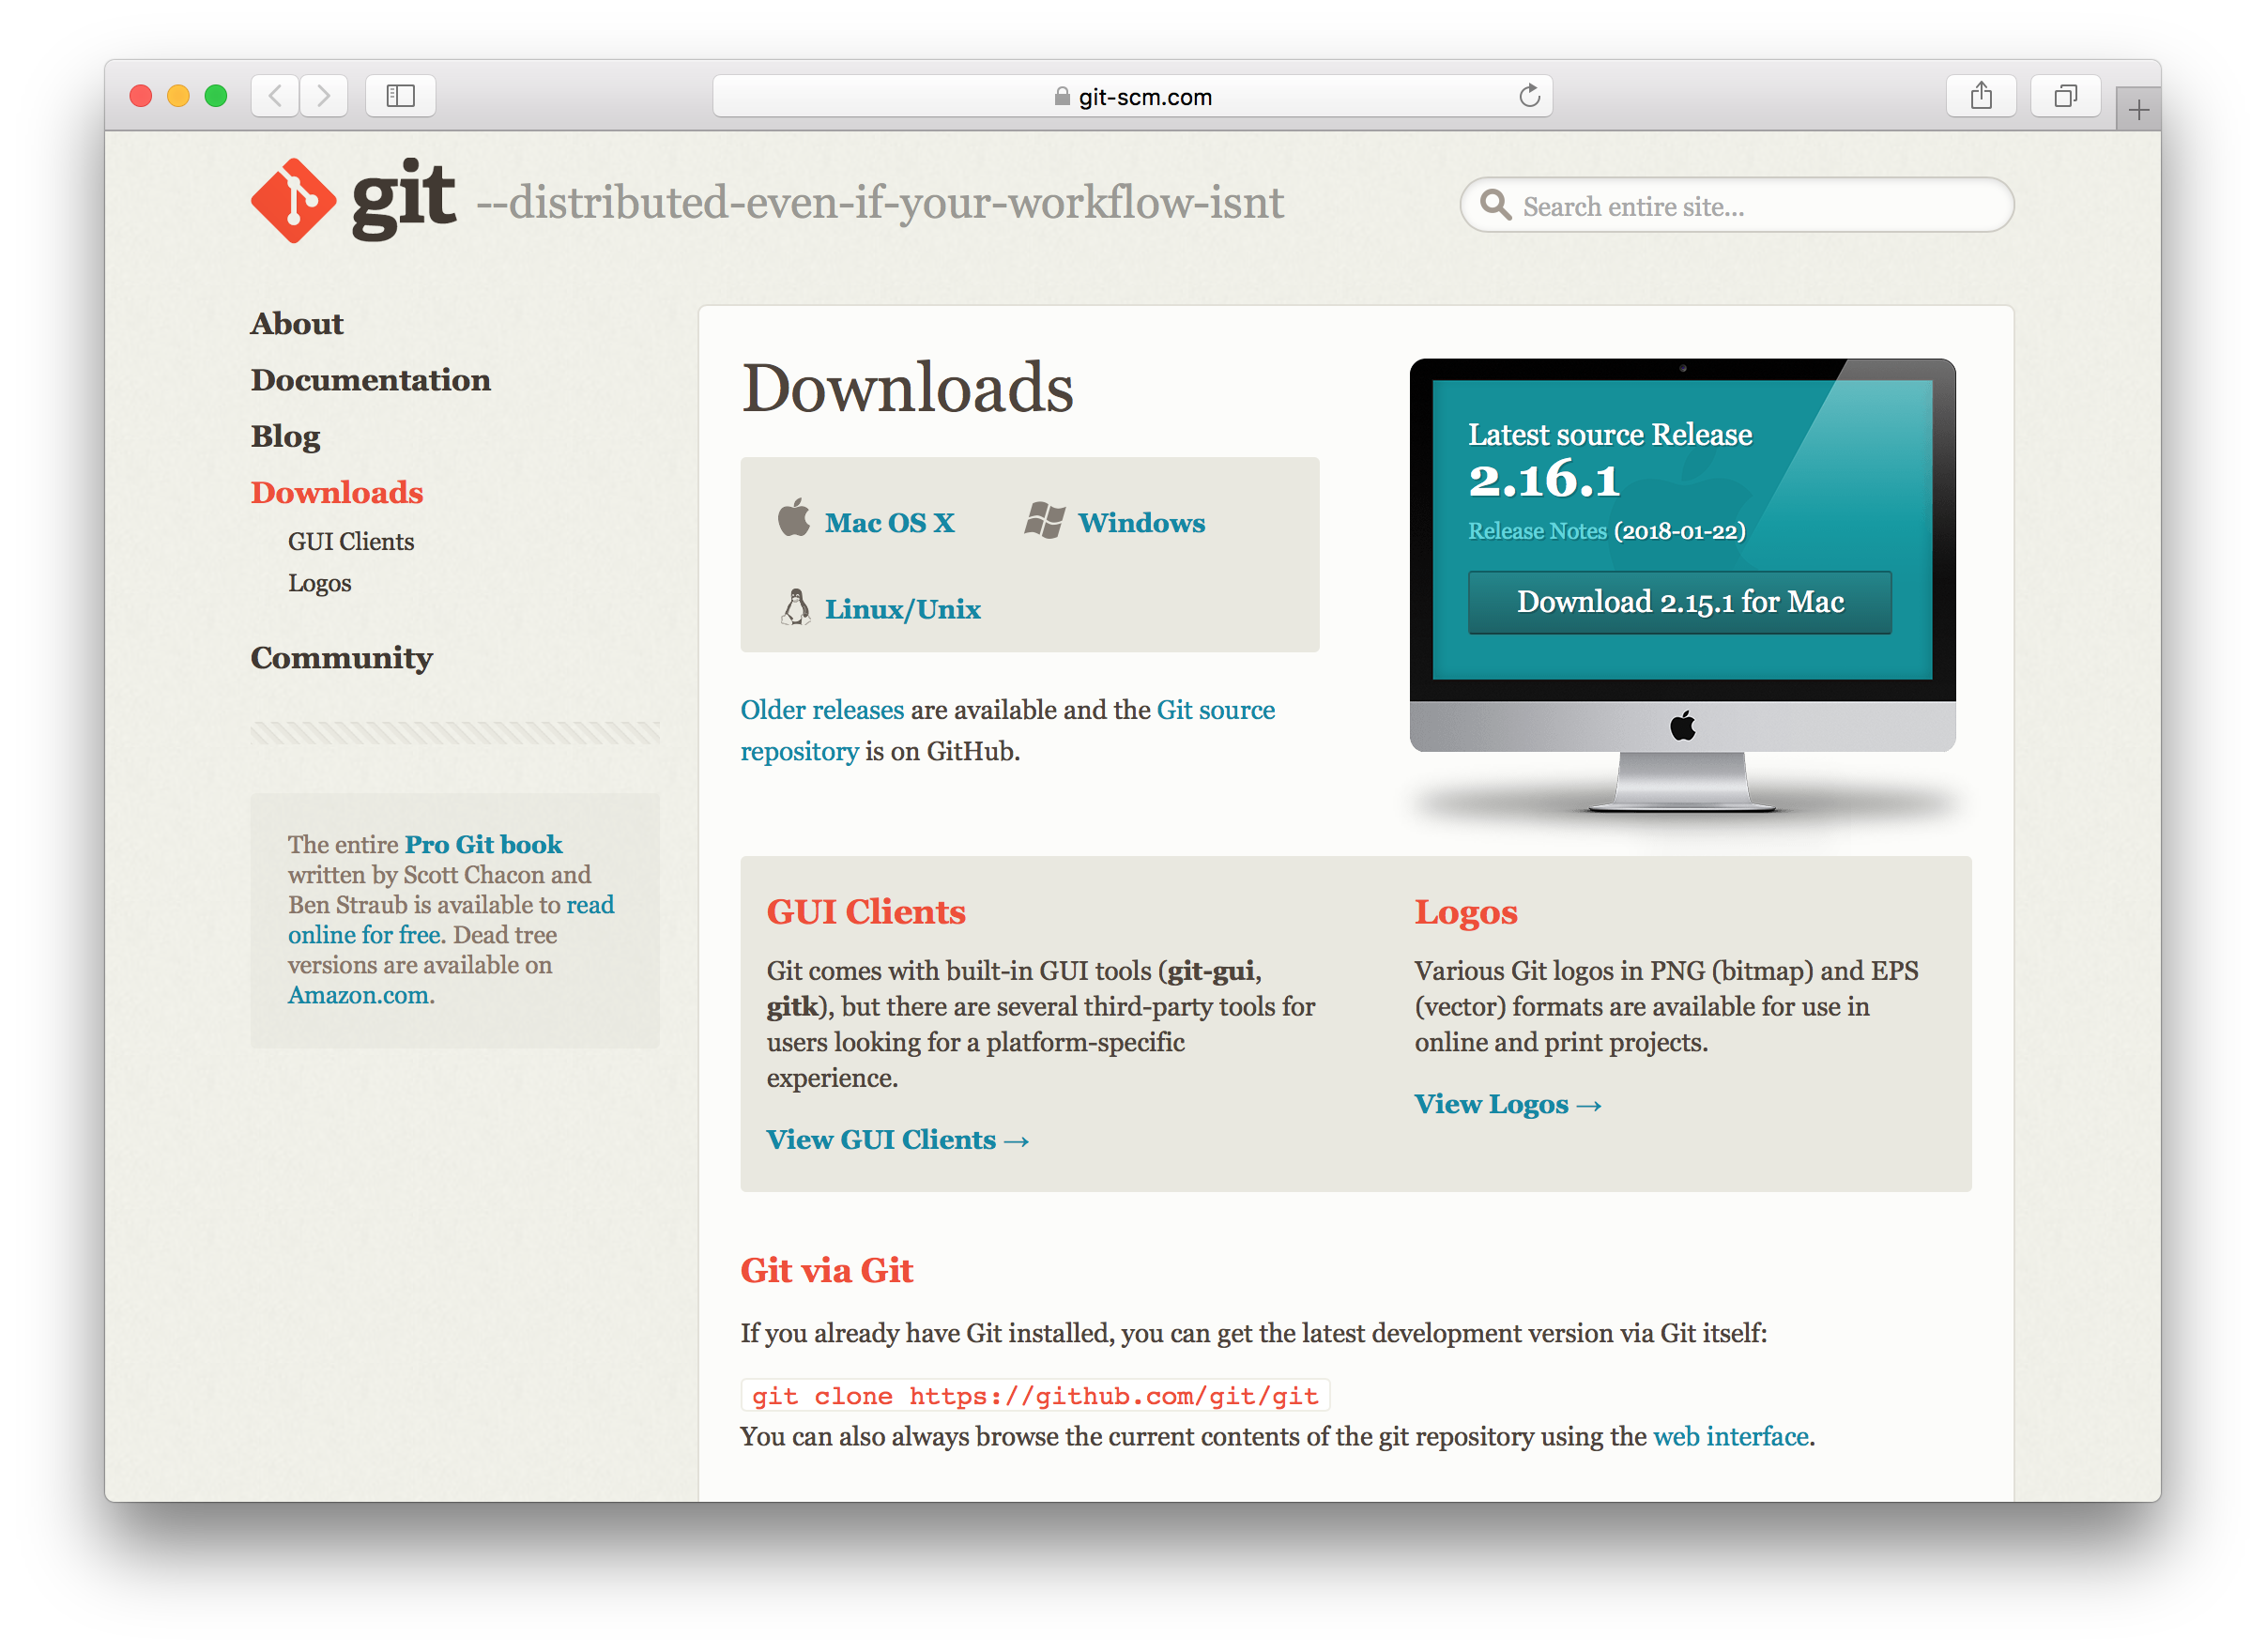 git-scm.com
git --distributed-even-if-your-workflow-isnt
Search entire site...
About
Documentation
Blog
Downloads
GUI Clients
Logos
Community
The entire Pro Git book
written by Scott Chacon and
Ben Straub is available to read
online for free. Dead tree
versions are available on
Amazon.com.
Downloads
Mac OS X
Windows
Linux/Unix
Older releases are available and the Git source
repository is on GitHub.
Latest source Release
2.16.1
Release Notes (2018-01-22)
Download 2.15.1 for Mac
GUI Clients
Git comes with built-in GUI tools (git-gui,
gitk), but there are several third-party tools for
users looking for a platform-specific
experience.
View GUI Clients →
Logos
Various Git logos in PNG (bitmap) and EPS
(vector) formats are available for use in
online and print projects.
View Logos →
Git via Git
If you already have Git installed, you can get the latest development version via Git itself:
git clone https://github.com/git/git
You can also always browse the current contents of the git repository using the web interface.